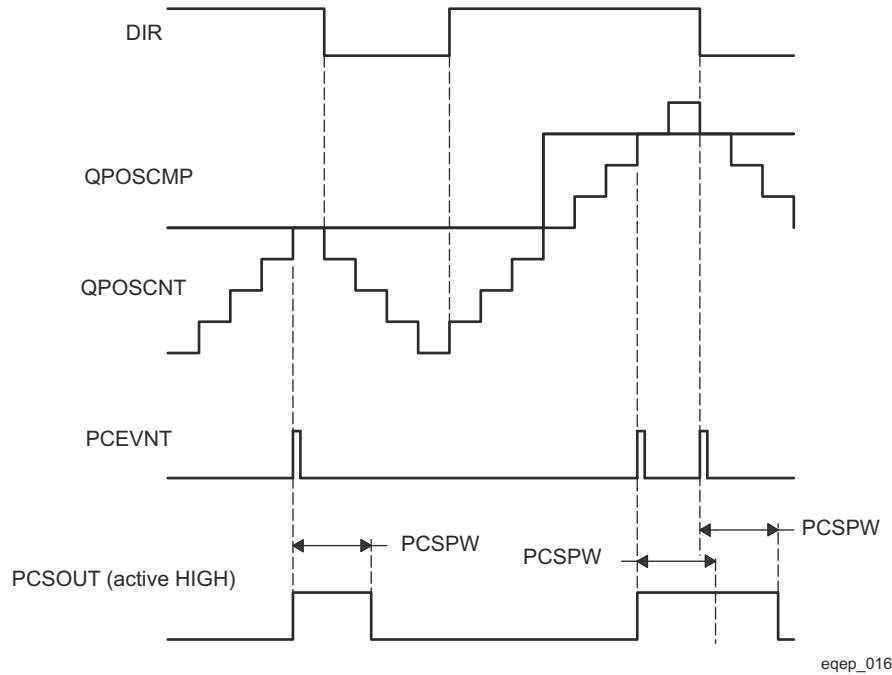 DIR
QPOSCMP
QPOSCNT
PCEVNT
PCSPW
PCSPW
PCSPW
PCSOUT (active HIGH)
eqep_016